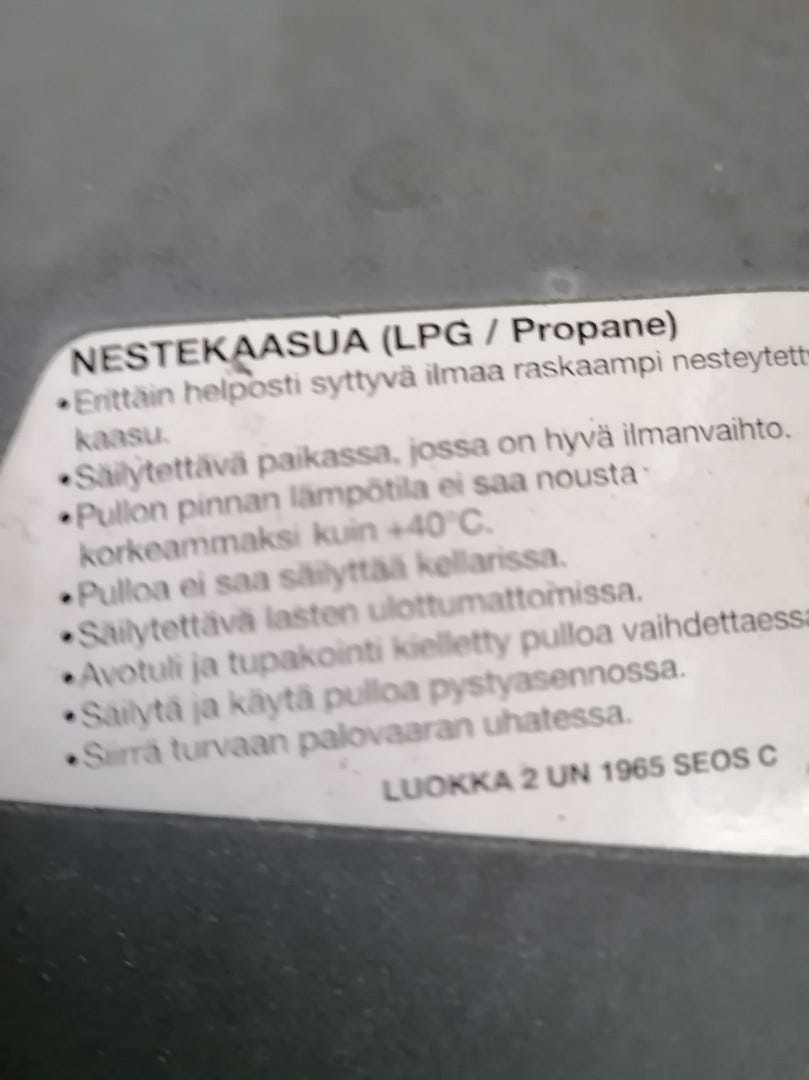 NESTEKAASUA (LPG / Propane)
• Erittäin helposti syttyvä ilmaa raskaampi nesteytetty
kaasu.
• Säilytettävä paikassa, jossa on hyvä ilmanvaihto.
• Pullon pinnan lämpötila ei saa nousta
korkeammaksi kuin +40°C.
• Pulloa ei saa säilyttää kellarissa.
• Säilytettävä lasten ulottumattomissa.
• Avotuli ja tupakointi kielletty pulloa vaihdettaessa
• Säilytä ja käytä pulloa pystyasennossa.
• Siirrä turvaan palovaaran uhatessa.
LUOKKA 2 UN 1965 SEOS C